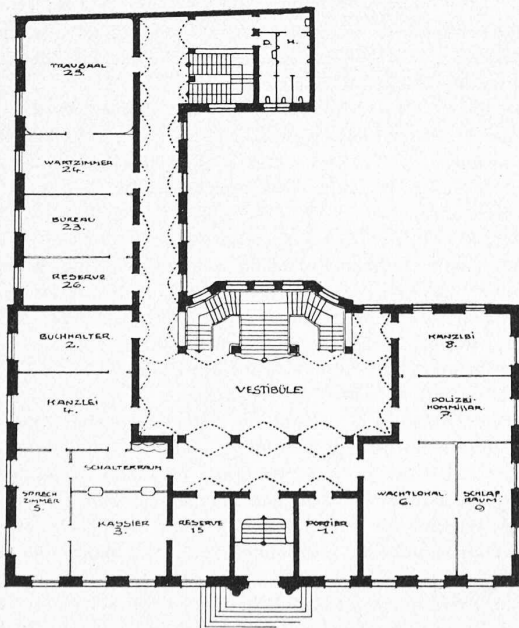 D. H.
TRAUSAAL
25.
WARTZIMMER
24.
BUREAU
23.
RESERVE
26.
BUCHHALTER
2.
KANZLEI
4.
SCHALTERRAUM
SPRECH
ZIMMER
5.
KASSIER
3.
RESERVE
15
VESTIBÜLE
PORTIER
1.
WACHTLOKAL
6.
KANZLEI
8.
POLIZEI-
KOMMISSAR
7.
SCHLAF
RAUM
9